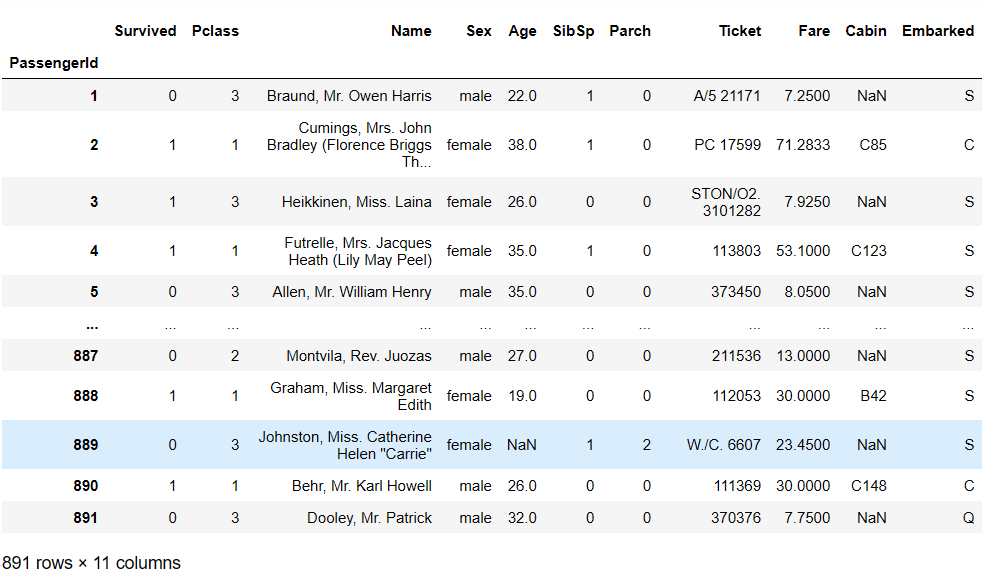 Survived Pclass Name Sex Age SibSp Parch Ticket Fare Cabin Embarked
PassengerId
1 0 3 Braund, Mr. Owen Harris male 22.0 1 0 A/5 21171 7.2500 NaN S
Cumings, Mrs. John
2 1 1 Bradley (Florence Briggs female 38.0 1 0 PC 17599 71.2833 C85 C
Th...
3 1 3 Heikkinen, Miss. Laina female 26.0 0 0 STON/O2. 7.9250 NaN S
3101282
Futrelle, Mrs. Jacques
4 1 1 Heath (Lily May Peel) female 35.0 1 0 113803 53.1000 C123 S
5 0 3 Allen, Mr. William Henry male 35.0 0 0 373450 8.0500 NaN S
... ... ... ... ... ... ... ... ... ... ... ...
887 0 2 Montvila, Rev. Juozas male 27.0 0 0 211536 13.0000 NaN S
Graham, Miss. Margaret
888 1 1 Edith female 19.0 0 0 112053 30.0000 B42 S
Johnston, Miss. Catherine
889 0 3 Helen "Carrie" female NaN 1 2 W./C. 6607 23.4500 NaN S
890 1 1 Behr, Mr. Karl Howell male 26.0 0 0 111369 30.0000 C148 C
891 0 3 Dooley, Mr. Patrick male 32.0 0 0 370376 7.7500 NaN Q
891 rows × 11 columns